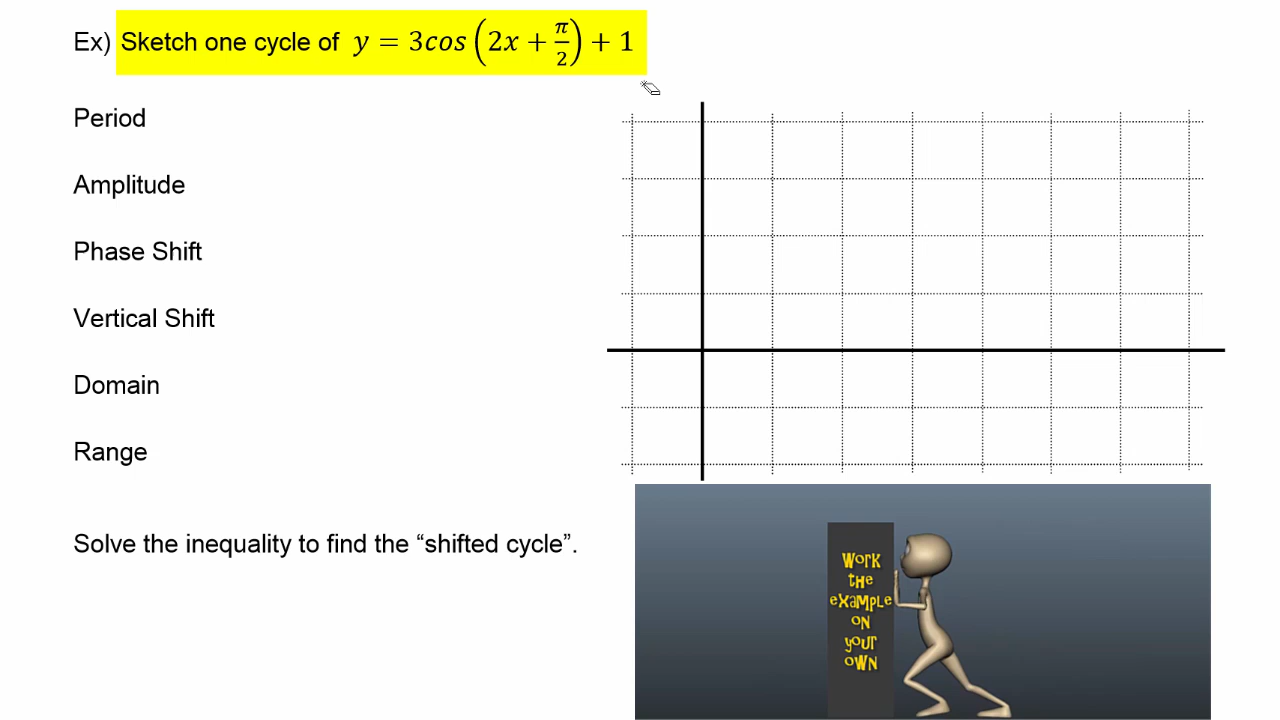 Ex) Sketch one cycle of y = 3cos(2x + π/2) + 1
Period
Amplitude
Phase Shift
Vertical Shift
Domain
Range
Solve the inequality to find the “shifted cycle”.
Work
the
example
on
your
own